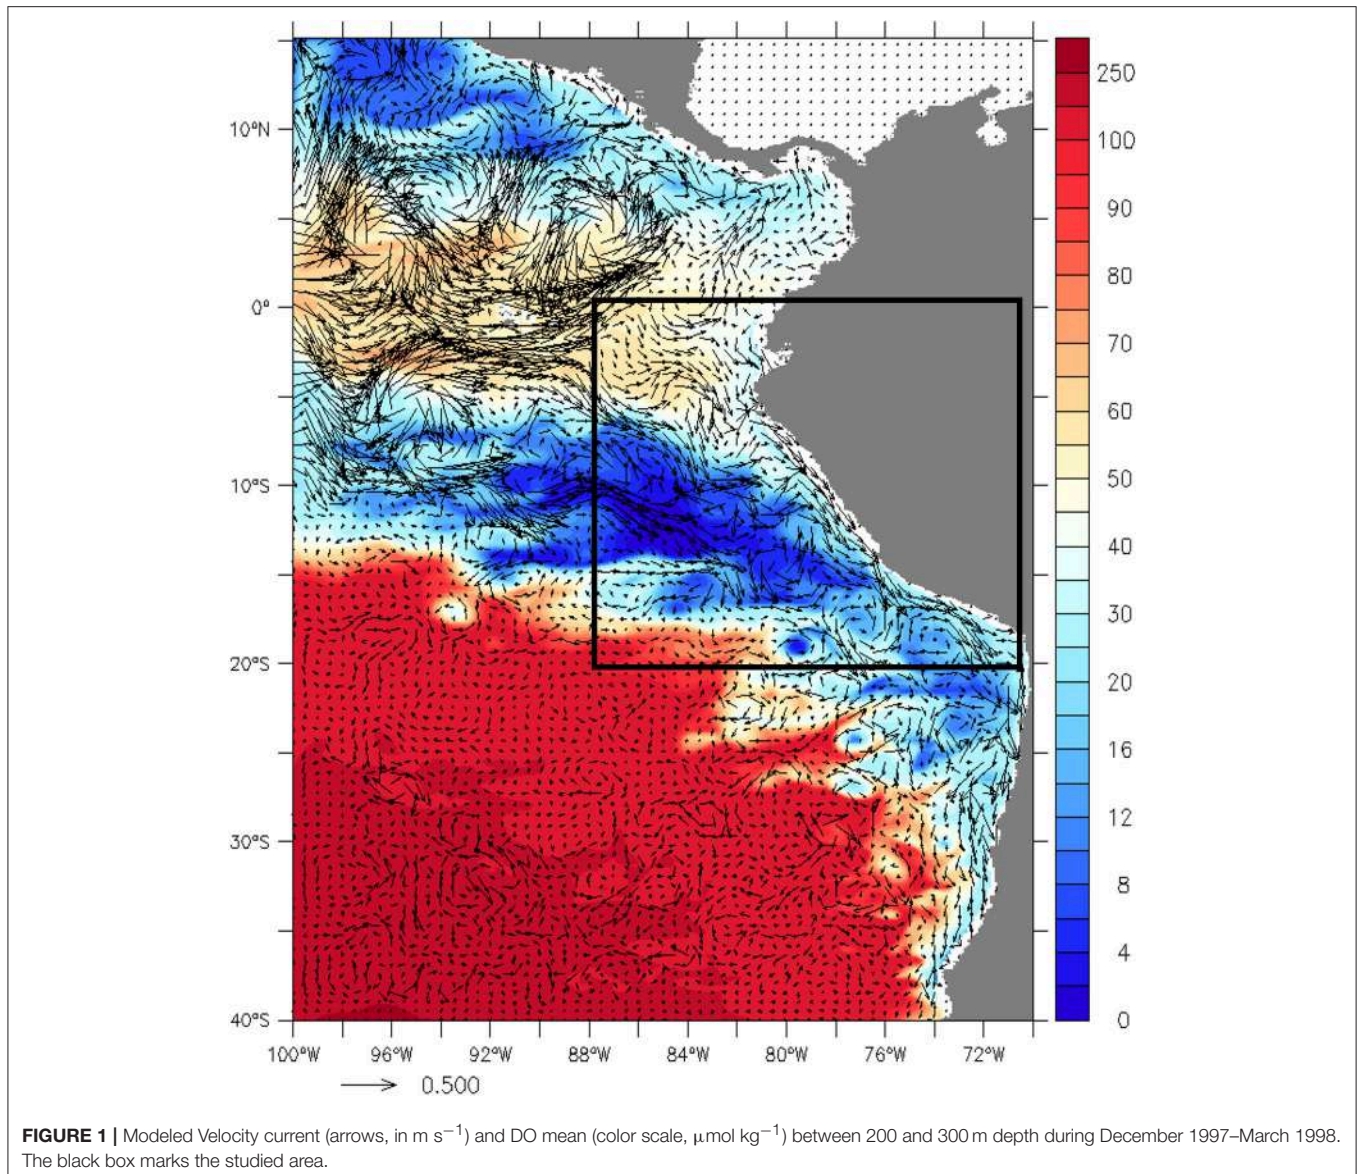 10°N
0°
10°S
20°S
30°S
40°S
100°W 96°W 92°W 88°W 84°W 80°W 76°W 72°W
0.500
250
100
90
80
70
60
50
40
30
20
16
12
8
4
0
FIGURE 1 | Modeled Velocity current (arrows, in m s⁻¹) and DO mean (color scale, μmol kg⁻¹) between 200 and 300 m depth during December 1997–March 1998.
The black box marks the studied area.